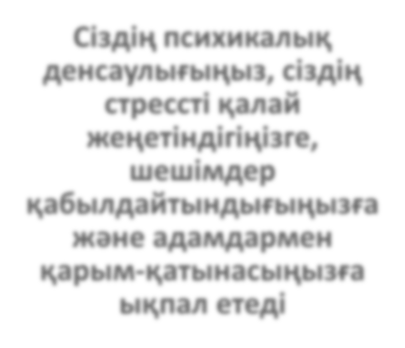 Сіздің психикалық
денсаулығыңыз, сіздің
стрессті қалай
жеңетіндігіңізге,
шешімдер
қабылдайтындығыңызға
және адамдармен
қарым-қатынасыңызға
ықпал етеді